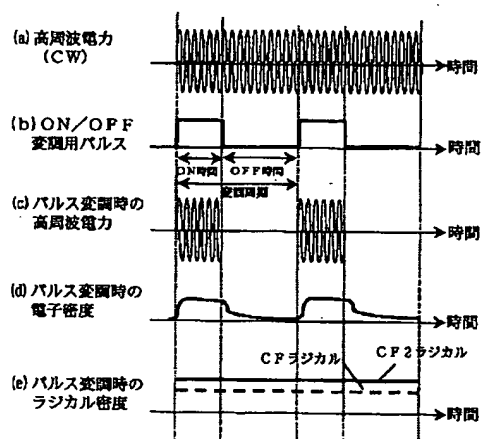 (a) 高周波電力
(CW)
時間
(b) ON/OFF
変調用パルス
時間
ON時間
OFF時間
変調周期
(c) パルス変調時の
高周波電力
時間
(d) パルス変調時の
電子密度
時間
CFラジカル
CF2ラジカル
(e) パルス変調時の
ラジカル密度
時間